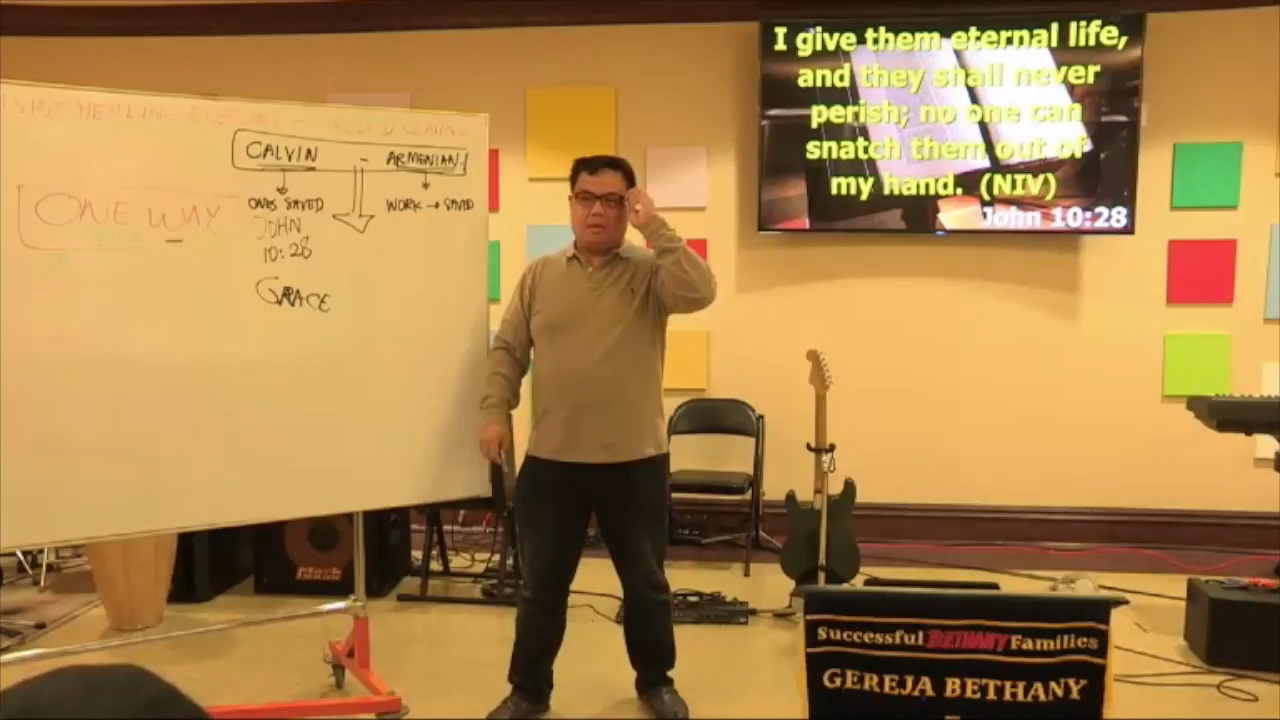 CALVIN - ARMENIAN
ONES SAVED
WORK → SAVED
JOHN
10:28
GRACE
ONE WAY
I give them eternal life,
and they shall never
perish; no one can
snatch them out of
my hand. (NIV)
John 10:28
Successful BETHANY Families
GEREJA BETHANY